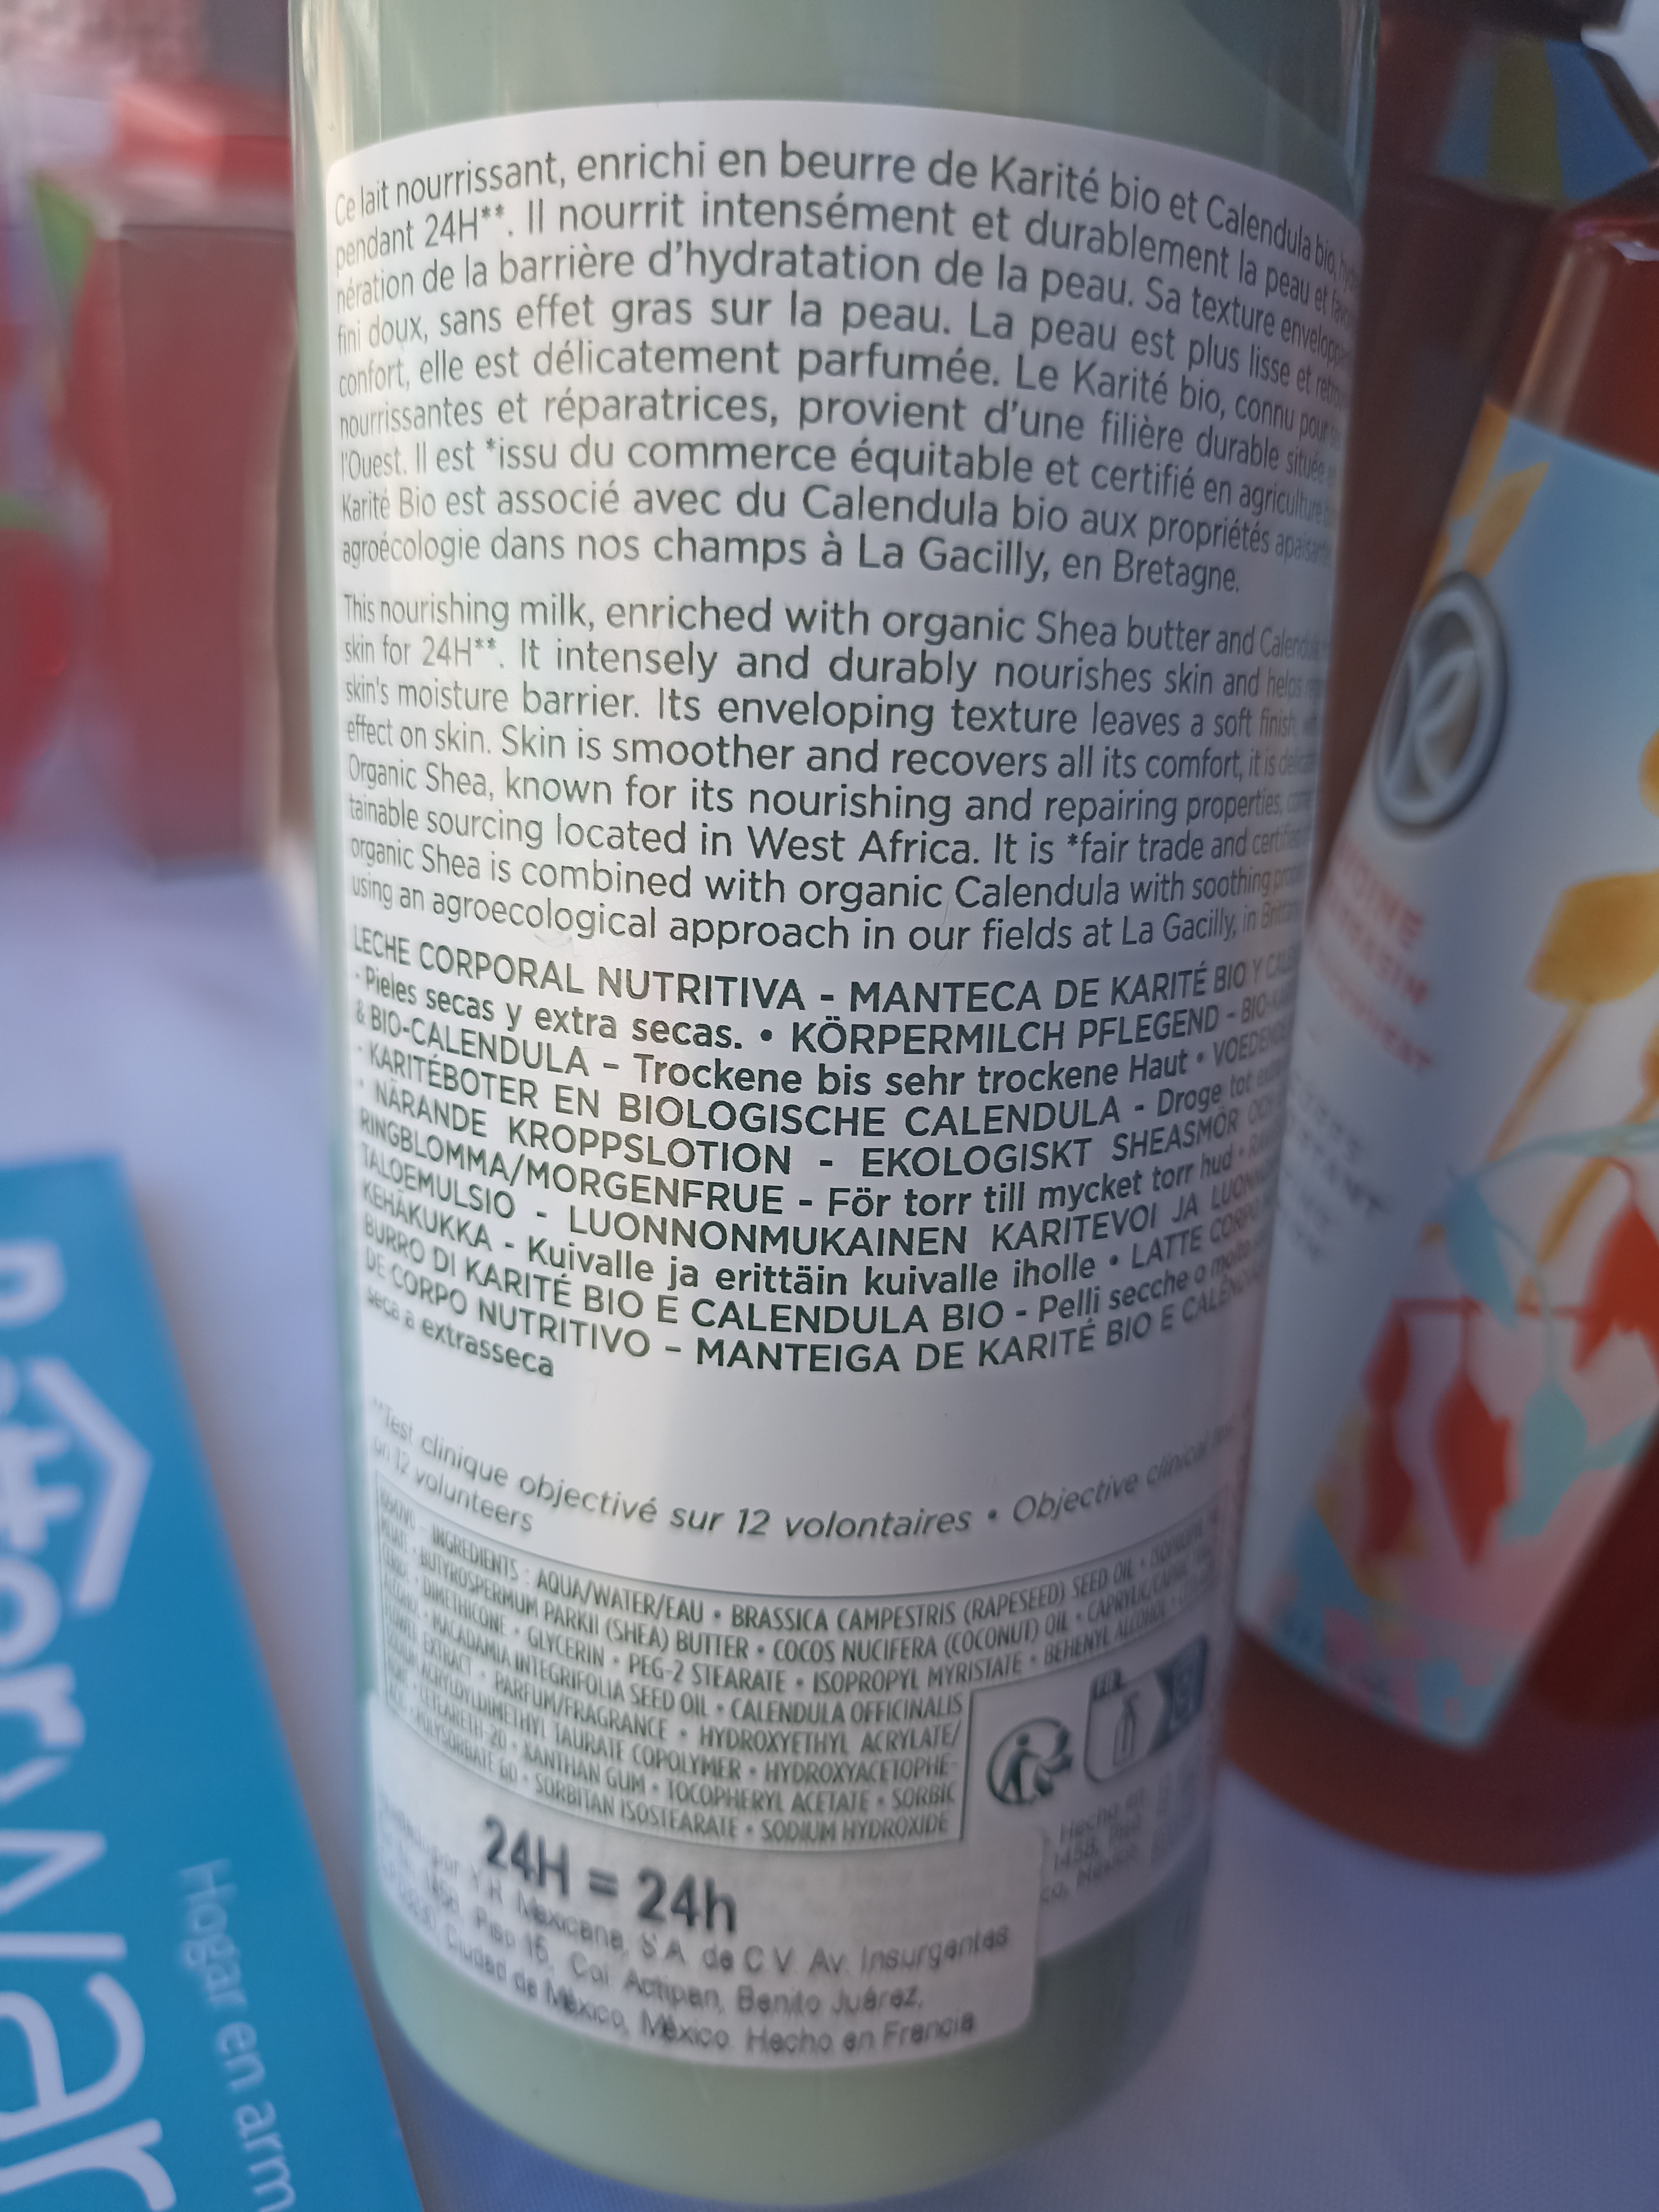 Ce lait nourrissant, enrichi en beurre de Karité bio et Calendula bio,
pendant 24H**. Il nourrit intensément et durablement la peau et
nération de la barrière d'hydratation de la peau. Sa texture
fini doux, sans effet gras sur la peau. La peau est plus lisse et
confort, elle est délicatement parfumée. Le Karité bio, connu pour
nourrissantes et réparatrices, provient d'une filière durable située
l'Ouest. Il est *issu du commerce équitable et certifié en agriculture
Karité Bio est associé avec du Calendula bio aux propriétés
agroécologie dans nos champs à La Gacilly, en Bretagne.
This nourishing milk, enriched with organic Shea butter and
skin for 24H**. It intensely and durably nourishes skin and helps
skin's moisture barrier. Its enveloping texture leaves a soft finish
effect on skin. Skin is smoother and recovers all its comfort, it is
Organic Shea, known for its nourishing and repairing properties,
tainable sourcing located in West Africa. It is *fair trade and
organic Shea is combined with organic Calendula with soothing
using an agroecological approach in our fields at La Gacilly, in
LECHE CORPORAL NUTRITIVA - MANTECA DE KARITÉ BIO Y
- Pieles secas y extra secas. • KÖRPERMILCH PFLEGEND -
& BIO-CALENDULA - Trockene bis sehr trockene Haut •
- KARITÉBOTER EN BIOLOGISCHE CALENDULA - Droge tot
• NÄRANDE KROPPSLOTION - EKOLOGISKT SHEASMÖR OCH
RINGBLOMMA/MORGENFRUE - För torr till mycket torr hud •
TALOEMULSIO - LUONNONMUKAINEN KARITEVOI JA
KEHÄKUKKA - Kuivalle ja erittäin kuivalle iholle • LATTE CORPO
BURRO DI KARITÉ BIO E CALENDULA BIO - Pelli secche o molto
DE CORPO NUTRITIVO - MANTEIGA DE KARITÉ BIO E
seca a extrasseca
**Test clinique objectivé sur 12 volontaires • Objective clinical
on 12 volunteers
INGREDIENTS : AQUA/WATER/EAU • BRASSICA CAMPESTRIS (RAPESEED) SEED OIL •
BUTYROSPERMUM PARKII (SHEA) BUTTER • COCOS NUCIFERA (COCONUT) OIL •
DIMETHICONE • GLYCERIN • PEG-2 STEARATE • ISOPROPYL MYRISTATE • BEHENYL ALCOHOL •
MACADAMIA INTEGRIFOLIA SEED OIL • CALENDULA OFFICINALIS
FLOWER EXTRACT • PARFUM/FRAGRANCE • HYDROXYETHYL ACRYLATE/
SODIUM ACRYLOYLDIMETHYL TAURATE COPOLYMER • HYDROXYACETOPHE-
CETEARETH-20 • XANTHAN GUM • TOCOPHERYL ACETATE • SORBIC
POLYSORBATE 60 • SORBITAN ISOSTEARATE • SODIUM HYDROXIDE
24H = 24h
Y.R. Mexicana, S.A. de C.V. Av. Insurgentes
1458, Piso 16, Col. Actipan, Benito Juárez,
Ciudad de México, México. Hecho en Francia
Hogar en arm